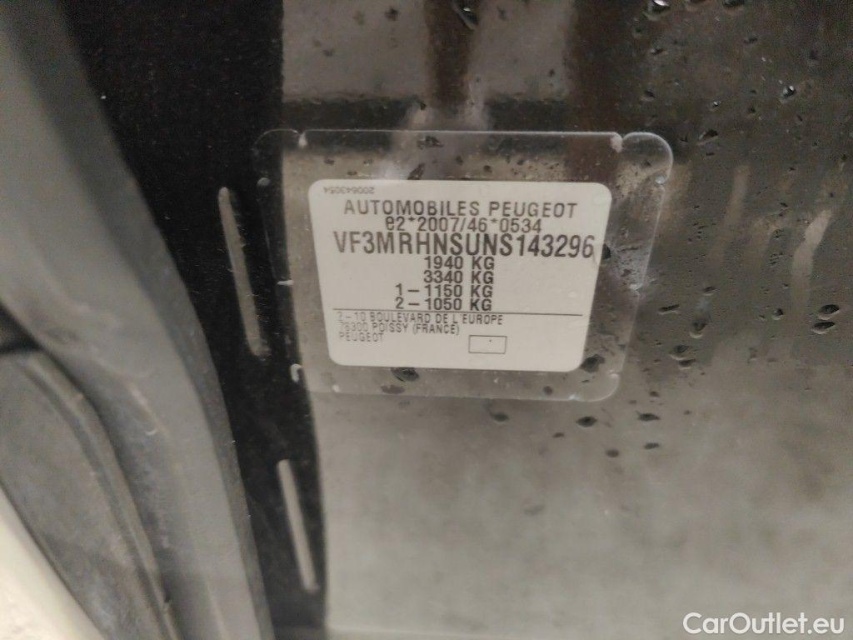 200643054
AUTOMOBILES PEUGEOT
e2*2007/46*0534
VF3MRHNSUNS143296
1940 KG
3340 KG
1-1150 KG
2-1050 KG
2-10 BOULEVARD DE L'EUROPE
78300 POISSY (FRANCE)
PEUGEOT
CarOutlet.eu